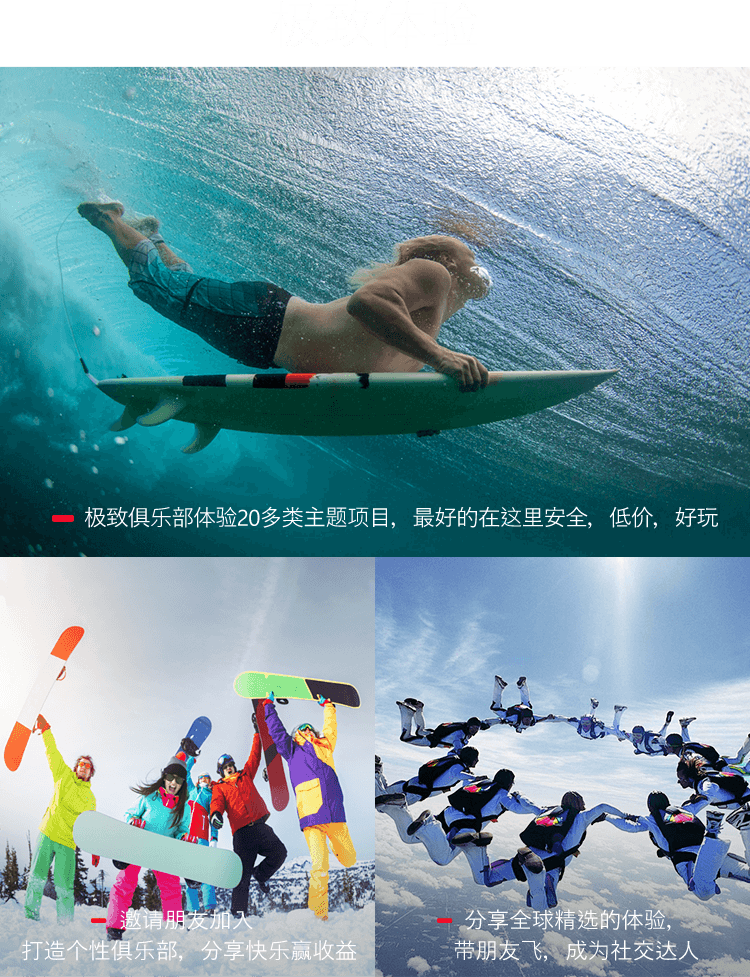 极致俱乐部体验20多类主题项目，最好的在这里安全，低价，好玩
邀请朋友加入
打造个性俱乐部，分享快乐赢收益
分享全球精选的体验，
带朋友飞，成为社交达人